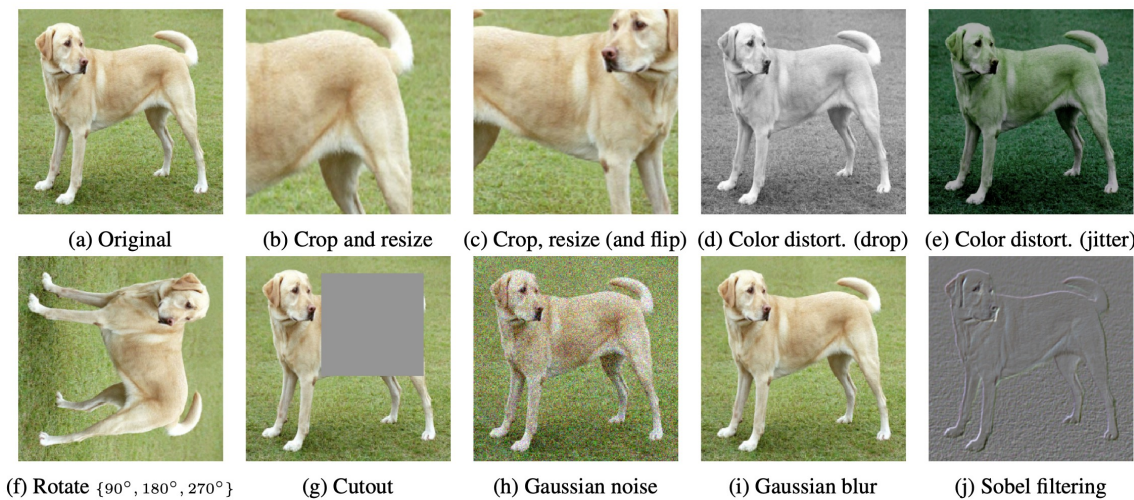 (a) Original
(b) Crop and resize
(c) Crop, resize (and flip)
(d) Color distort. (drop)
(e) Color distort. (jitter)
(f) Rotate {90°, 180°, 270°}
(g) Cutout
(h) Gaussian noise
(i) Gaussian blur
(j) Sobel filtering